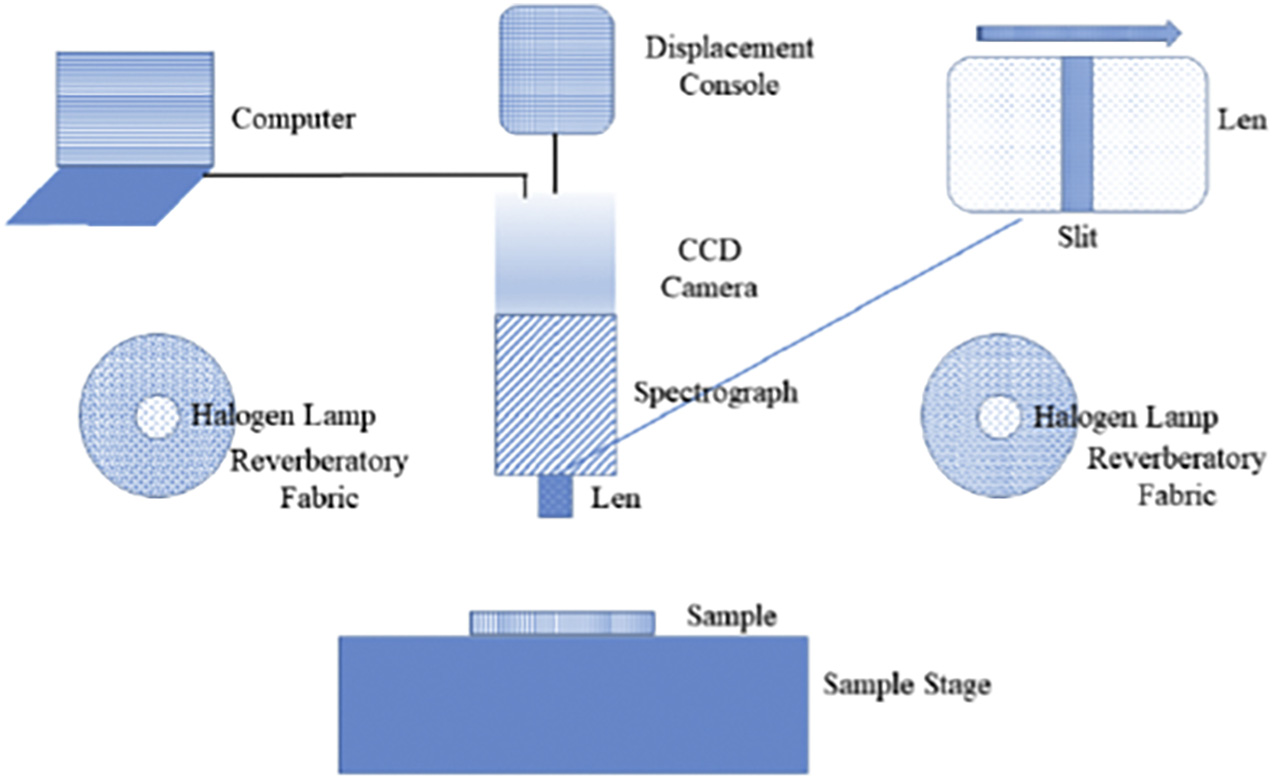 Displacement
Console
Computer
Len
Slit
CCD
Camera
Spectrograph
Halogen Lamp
Reverberatory
Fabric
Halogen Lamp
Reverberatory
Fabric
Len
Sample
Sample Stage